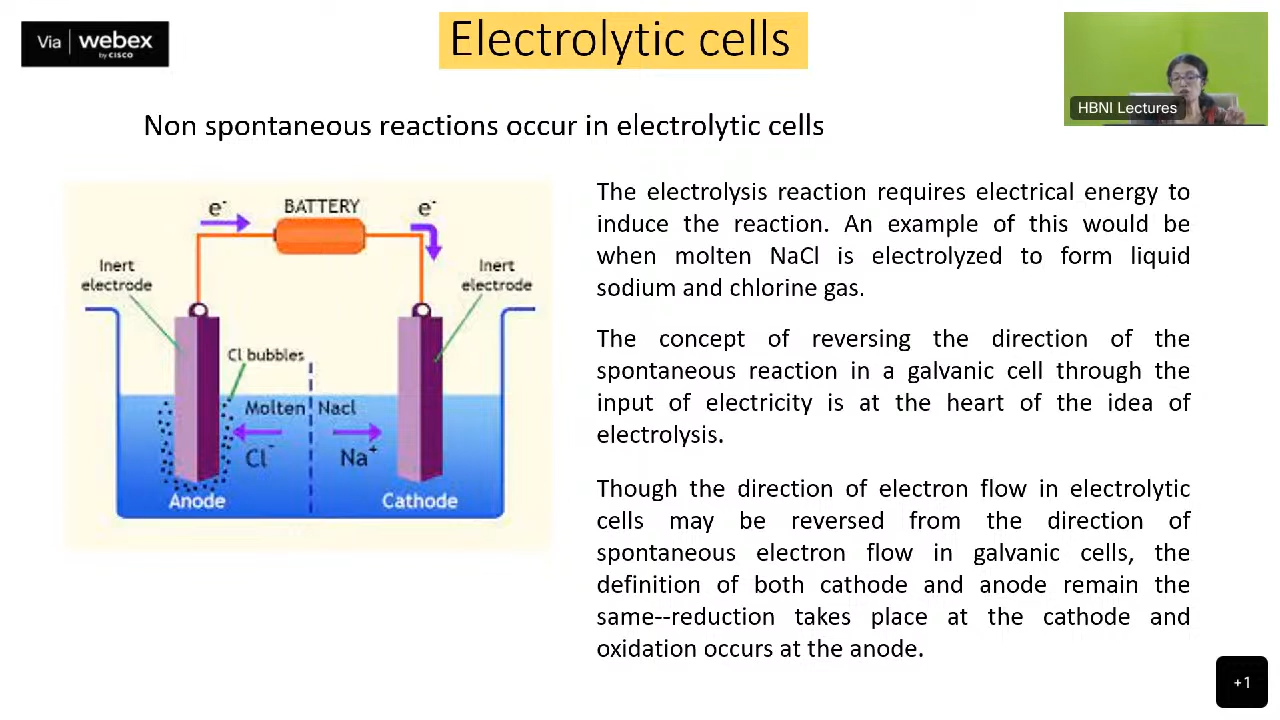 Via | webex
by CISCO
Electrolytic cells
HBNI Lectures
Non spontaneous reactions occur in electrolytic cells
e-
BATTERY
e-
Inert
electrode
Inert
electrode
Cl bubbles
Molten Nacl
Cl-
Na+
Anode
Cathode
The electrolysis reaction requires electrical energy to
induce the reaction. An example of this would be
when molten NaCl is electrolyzed to form liquid
sodium and chlorine gas.
The concept of reversing the direction of the
spontaneous reaction in a galvanic cell through the
input of electricity is at the heart of the idea of
electrolysis.
Though the direction of electron flow in electrolytic
cells may be reversed from the direction of
spontaneous electron flow in galvanic cells, the
definition of both cathode and anode remain the
same--reduction takes place at the cathode and
oxidation occurs at the anode.
+1